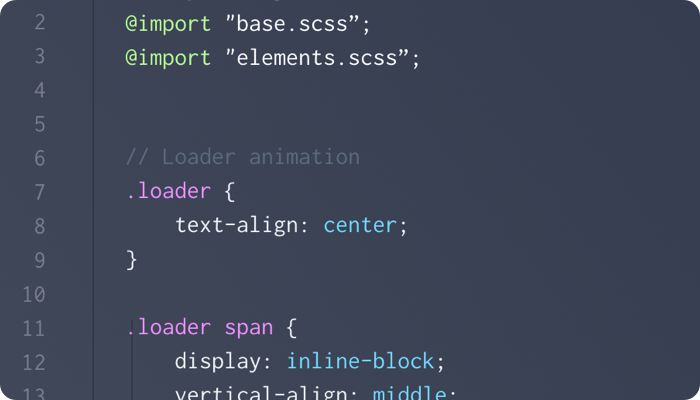 2 @import "base.scss”;
3 @import "elements.scss”;
4
5
6 // Loader animation
7 .loader {
8 text-align: center;
9 }
10
11 .loader span {
12 display: inline-block;
13 vertical-align: middle;